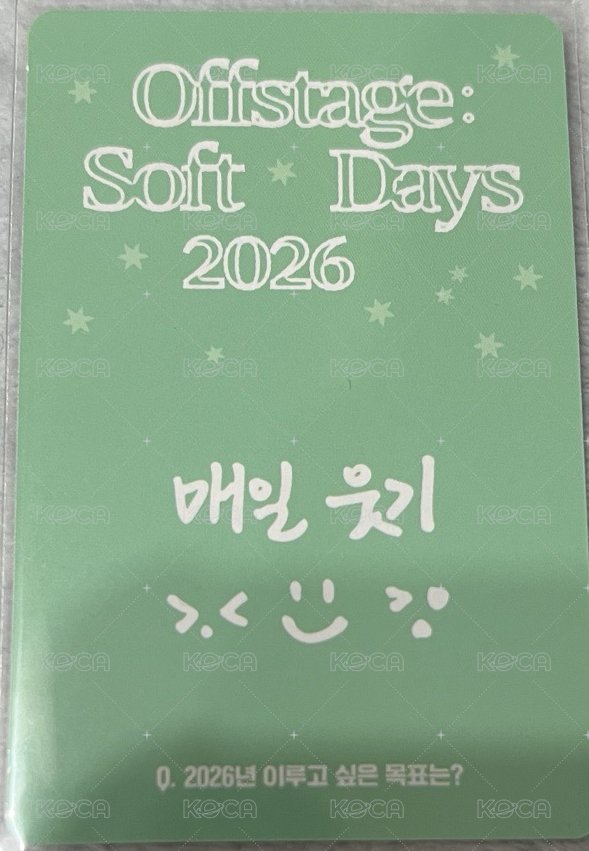 Offstage:
Soft Days
2026
매일 웃기
>.< 
Q. 2026년 이루고 싶은 목표는?
KOCA